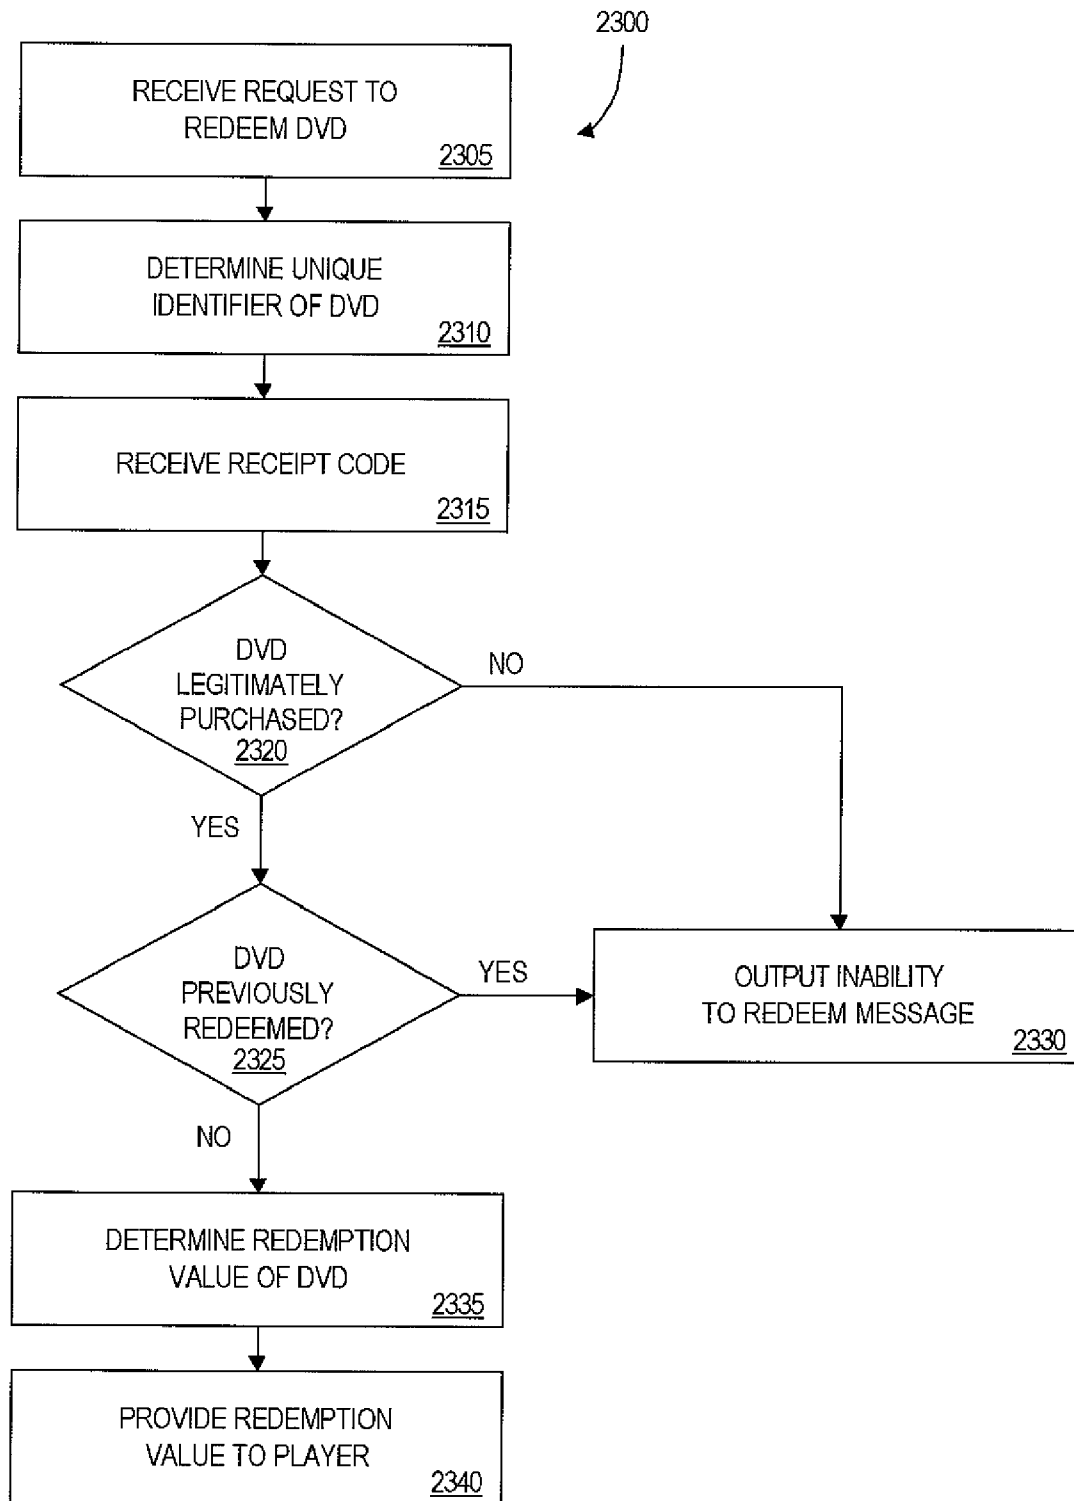 2300
RECEIVE REQUEST TO
REDEEM DVD
2305
DETERMINE UNIQUE
IDENTIFIER OF DVD
2310
RECEIVE RECEIPT CODE
2315
DVD
LEGITIMATELY
PURCHASED?
2320
NO
YES
DVD
PREVIOUSLY
REDEEMED?
2325
YES
OUTPUT INABILITY
TO REDEEM MESSAGE
2330
NO
DETERMINE REDEMPTION
VALUE OF DVD
2335
PROVIDE REDEMPTION
VALUE TO PLAYER
2340